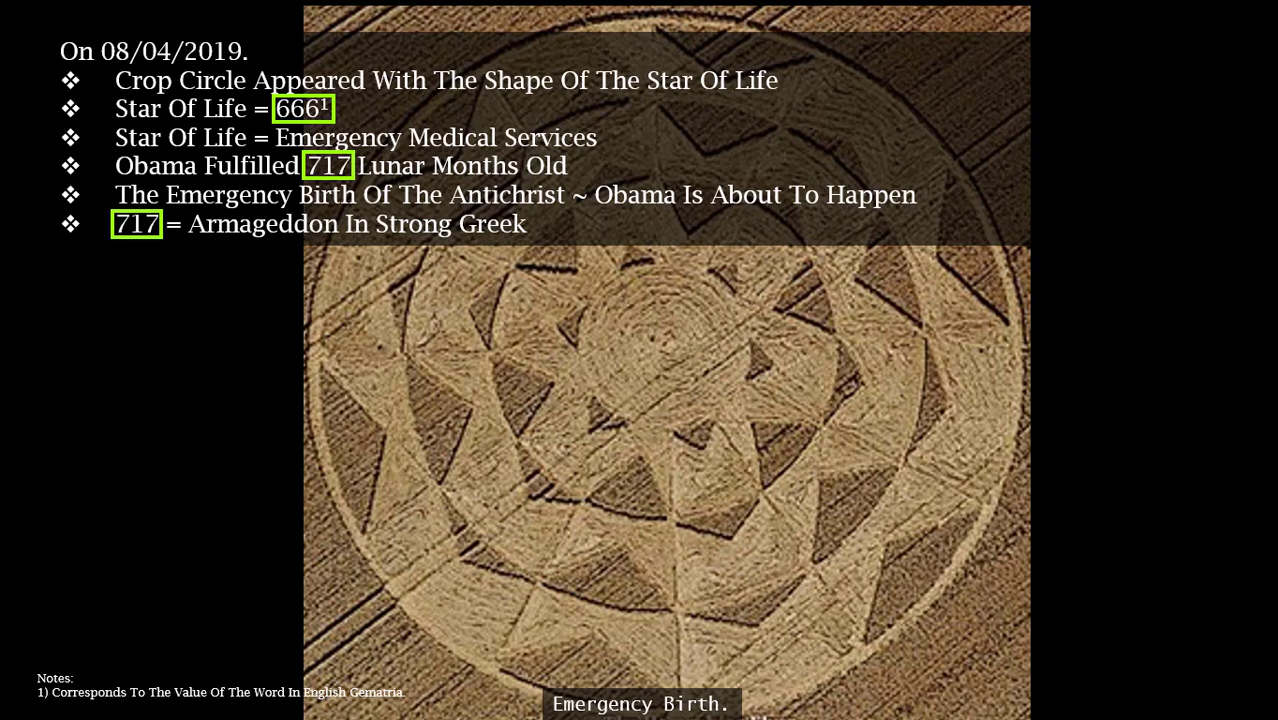 On 08/04/2019.
❖ Crop Circle Appeared With The Shape Of The Star Of Life
❖ Star Of Life = 666¹
❖ Star Of Life = Emergency Medical Services
❖ Obama Fulfilled 717 Lunar Months Old
❖ The Emergency Birth Of The Antichrist ~ Obama Is About To Happen
❖ 717 = Armageddon In Strong Greek
Notes:
1) Corresponds To The Value Of The Word In English Gematria.
Emergency Birth.